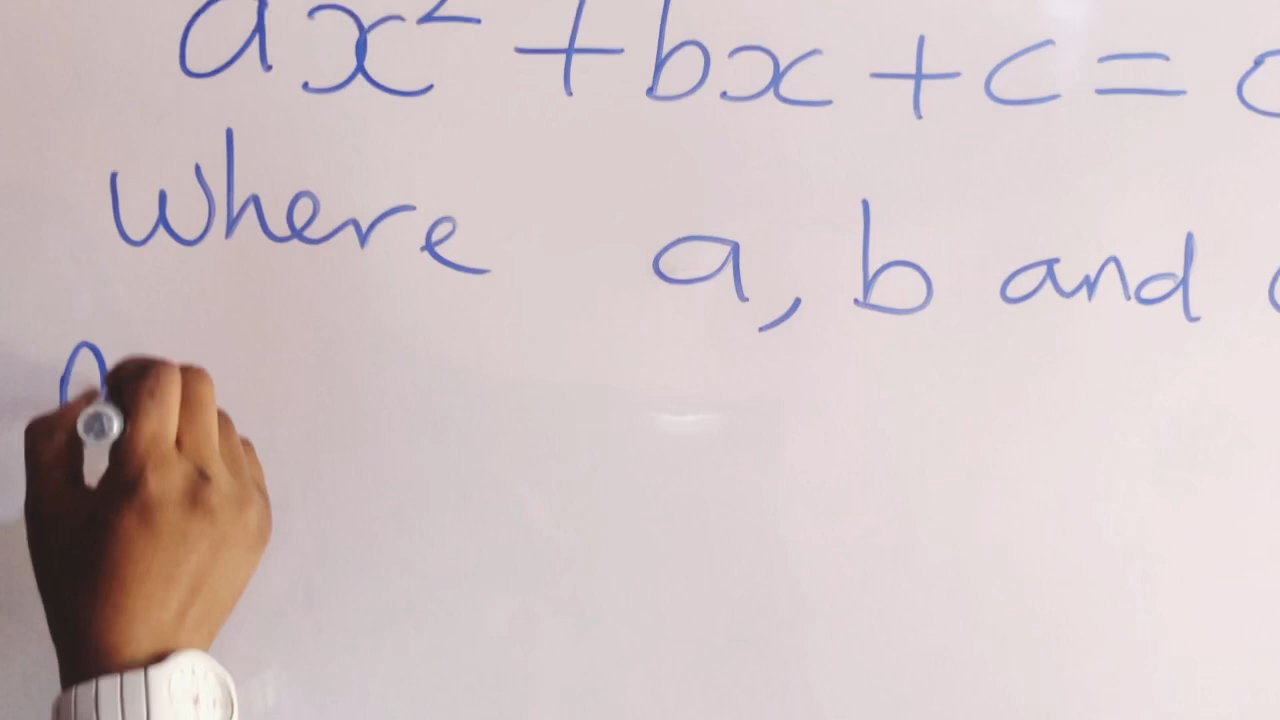 ax² + bx + c =
where a, b and